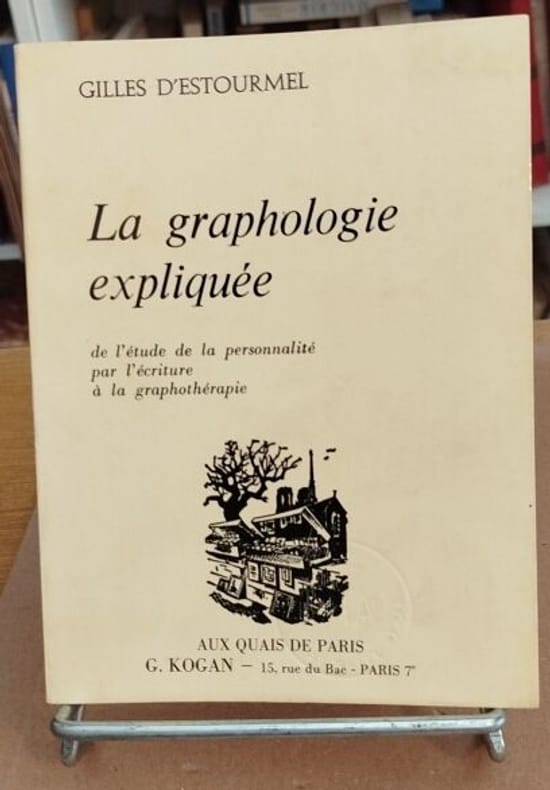 GILLES D'ESTOURMEL
La graphologie
expliquée
de l'étude de la personnalité
par l'écriture
à la graphothérapie
AUX QUAIS DE PARIS
G. KOGAN — 15, rue du Bac - PARIS 7e